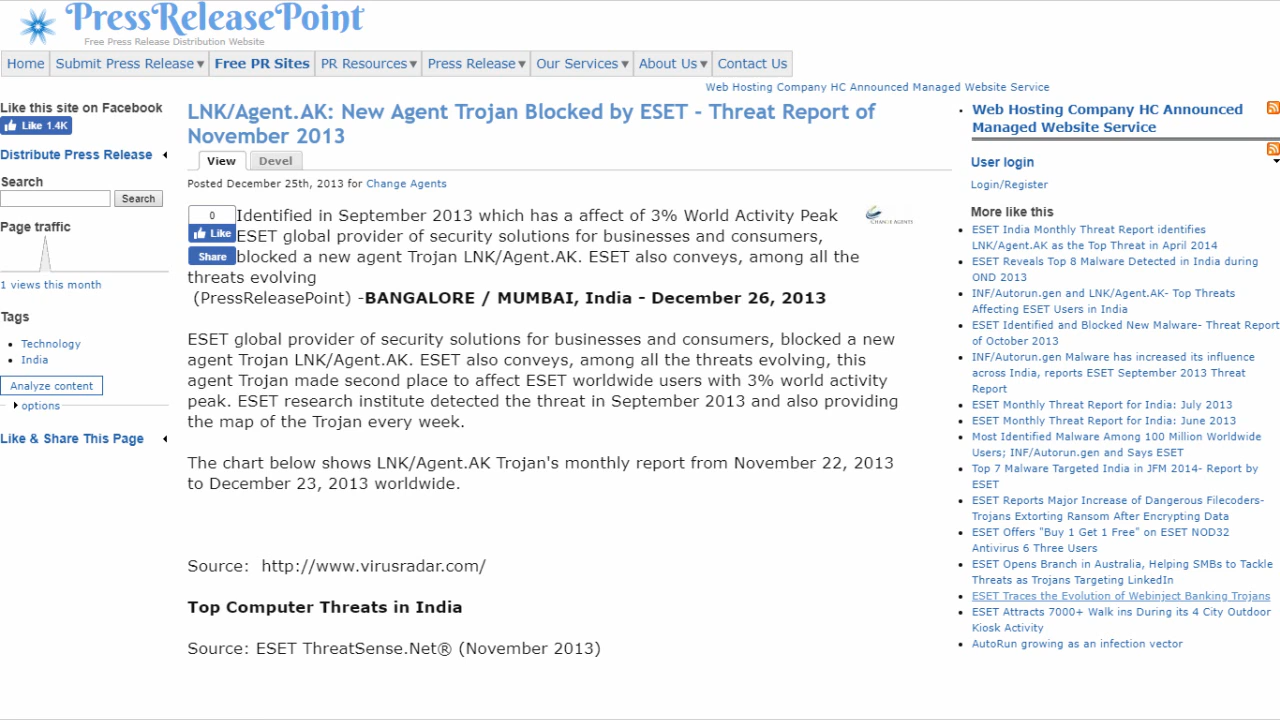 PressReleasePoint
Free Press Release Distribution Website
Home Submit Press Release Free PR Sites PR Resources Press Release Our Services About Us Contact Us
Web Hosting Company HC Announced Managed Website Service
Like this site on Facebook
Like 1.4K
Distribute Press Release
Search
Search
Page traffic
1 views this month
Tags
Technology
India
Analyze content
options
Like & Share This Page
LNK/Agent.AK: New Agent Trojan Blocked by ESET - Threat Report of
November 2013
View Devel
Posted December 25th, 2013 for Change Agents
0
Like
Share
CHANGE AGENTS
Identified in September 2013 which has a affect of 3% World Activity Peak
ESET global provider of security solutions for businesses and consumers,
blocked a new agent Trojan LNK/Agent.AK. ESET also conveys, among all the
threats evolving
(PressReleasePoint) -BANGALORE / MUMBAI, India - December 26, 2013
ESET global provider of security solutions for businesses and consumers, blocked a new
agent Trojan LNK/Agent.AK. ESET also conveys, among all the threats evolving, this
agent Trojan made second place to affect ESET worldwide users with 3% world activity
peak. ESET research institute detected the threat in September 2013 and also providing
the map of the Trojan every week.
The chart below shows LNK/Agent.AK Trojan's monthly report from November 22, 2013
to December 23, 2013 worldwide.
Source: http://www.virusradar.com/
Top Computer Threats in India
Source: ESET ThreatSense.Net® (November 2013)
Web Hosting Company HC Announced
Managed Website Service
User login
Login/Register
More like this
ESET India Monthly Threat Report identifies
LNK/Agent.AK as the Top Threat in April 2014
ESET Reveals Top 8 Malware Detected in India during
OND 2013
INF/Autorun.gen and LNK/Agent.AK- Top Threats
Affecting ESET Users in India
ESET Identified and Blocked New Malware- Threat Report
of October 2013
INF/Autorun.gen Malware has increased its influence
across India, reports ESET September 2013 Threat
Report
ESET Monthly Threat Report for India: July 2013
ESET Monthly Threat Report for India: June 2013
Most Identified Malware Among 100 Million Worldwide
Users; INF/Autorun.gen and Says ESET
Top 7 Malware Targeted India in JFM 2014- Report by
ESET
ESET Reports Major Increase of Dangerous Filecoders-
Trojans Extorting Ransom After Encrypting Data
ESET Offers "Buy 1 Get 1 Free" on ESET NOD32
Antivirus 6 Three Users
ESET Opens Branch in Australia, Helping SMBs to Tackle
Threats as Trojans Targeting LinkedIn
ESET Traces the Evolution of Webinject Banking Trojans
ESET Attracts 7000+ Walk ins During its 4 City Outdoor
Kiosk Activity
AutoRun growing as an infection vector